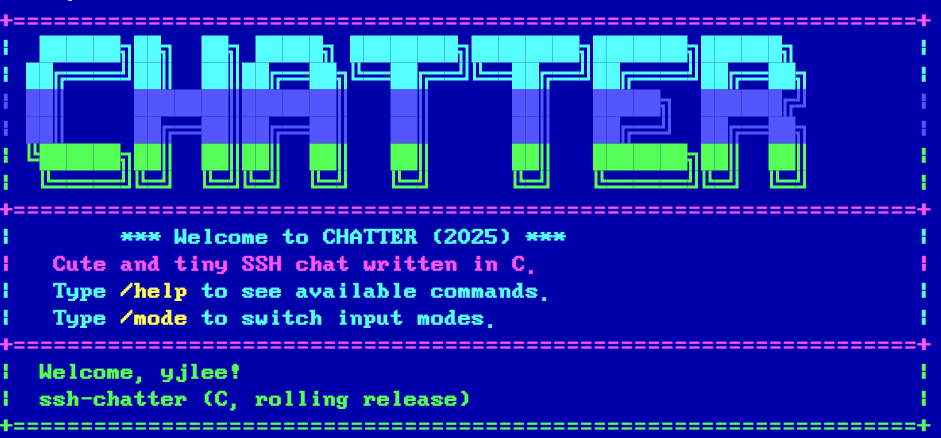 CHATTER
*** Welcome to CHATTER (2025) ***
Cute and tiny SSH chat written in C.
Type /help to see available commands.
Type /mode to switch input modes.
Welcome, yjlee!
ssh-chatter (C, rolling release)